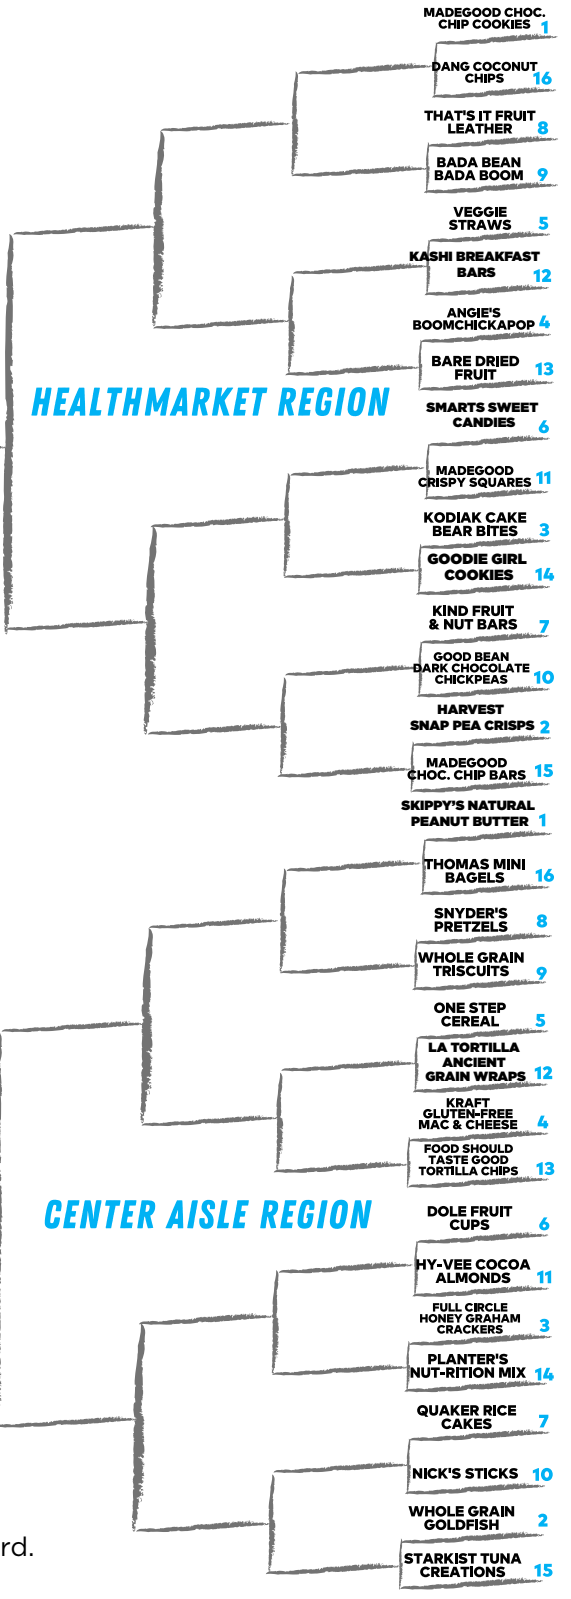 MADEGOOD CHOC.
CHIP COOKIES 1
DANG COCONUT
CHIPS 16
THAT'S IT FRUIT
LEATHER 8
BADA BEAN
BADA BOOM 9
VEGGIE
STRAWS 5
KASHI BREAKFAST
BARS 12
ANGIE'S
BOOMCHICKAPOP 4
BARE DRIED
FRUIT 13
HEALTHMARKET REGION
SMARTS SWEET
CANDIES 6
MADEGOOD
CRISPY SQUARES 11
KODIAK CAKE
BEAR BITES 3
GOODIE GIRL
COOKIES 14
KIND FRUIT
& NUT BARS 7
GOOD BEAN
DARK CHOCOLATE
CHICKPEAS 10
HARVEST
SNAP PEA CRISPS 2
MADEGOOD
CHOC. CHIP BARS 15
SKIPPY'S NATURAL
PEANUT BUTTER 1
THOMAS MINI
BAGELS 16
SNYDER'S
PRETZELS 8
WHOLE GRAIN
TRISCUITS 9
ONE STEP
CEREAL 5
LA TORTILLA
ANCIENT
GRAIN WRAPS 12
KRAFT
GLUTEN-FREE
MAC & CHEESE 4
FOOD SHOULD
TASTE GOOD
TORTILLA CHIPS 13
CENTER AISLE REGION
DOLE FRUIT
CUPS 6
HY-VEE COCOA
ALMONDS 11
FULL CIRCLE
HONEY GRAHAM
CRACKERS 3
PLANTER'S
NUT-RITION MIX 14
QUAKER RICE
CAKES 7
NICK'S STICKS 10
WHOLE GRAIN
GOLDFISH 2
rd.
STARKIST TUNA
CREATIONS 15